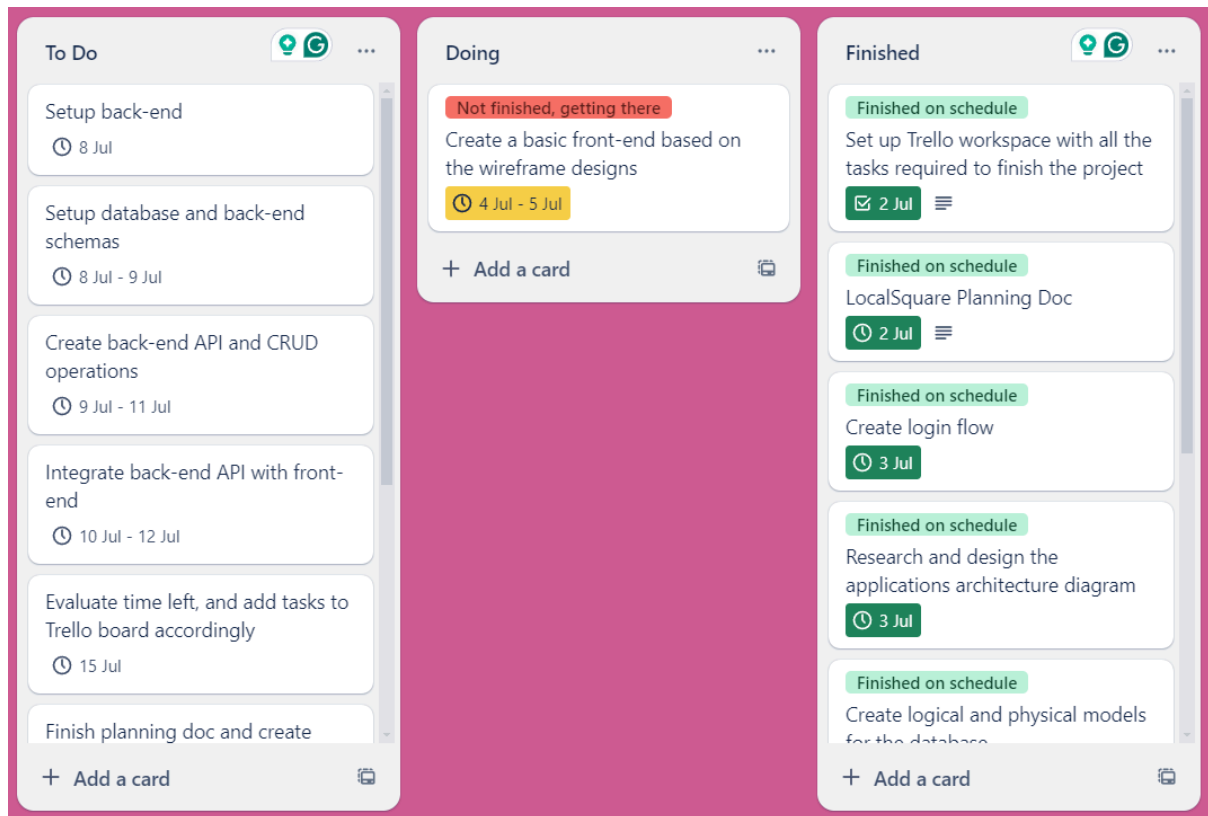 To Do
Setup back-end
8 Jul
Setup database and back-end
schemas
8 Jul - 9 Jul
Create back-end API and CRUD
operations
9 Jul - 11 Jul
Integrate back-end API with front-
end
10 Jul - 12 Jul
Evaluate time left, and add tasks to
Trello board accordingly
15 Jul
Finish planning doc and create
+ Add a card
Doing
Not finished, getting there
Create a basic front-end based on
the wireframe designs
4 Jul - 5 Jul
+ Add a card
Finished
Finished on schedule
Set up Trello workspace with all the
tasks required to finish the project
2 Jul
Finished on schedule
LocalSquare Planning Doc
2 Jul
Finished on schedule
Create login flow
3 Jul
Finished on schedule
Research and design the
applications architecture diagram
3 Jul
Finished on schedule
Create logical and physical models
for the database
+ Add a card